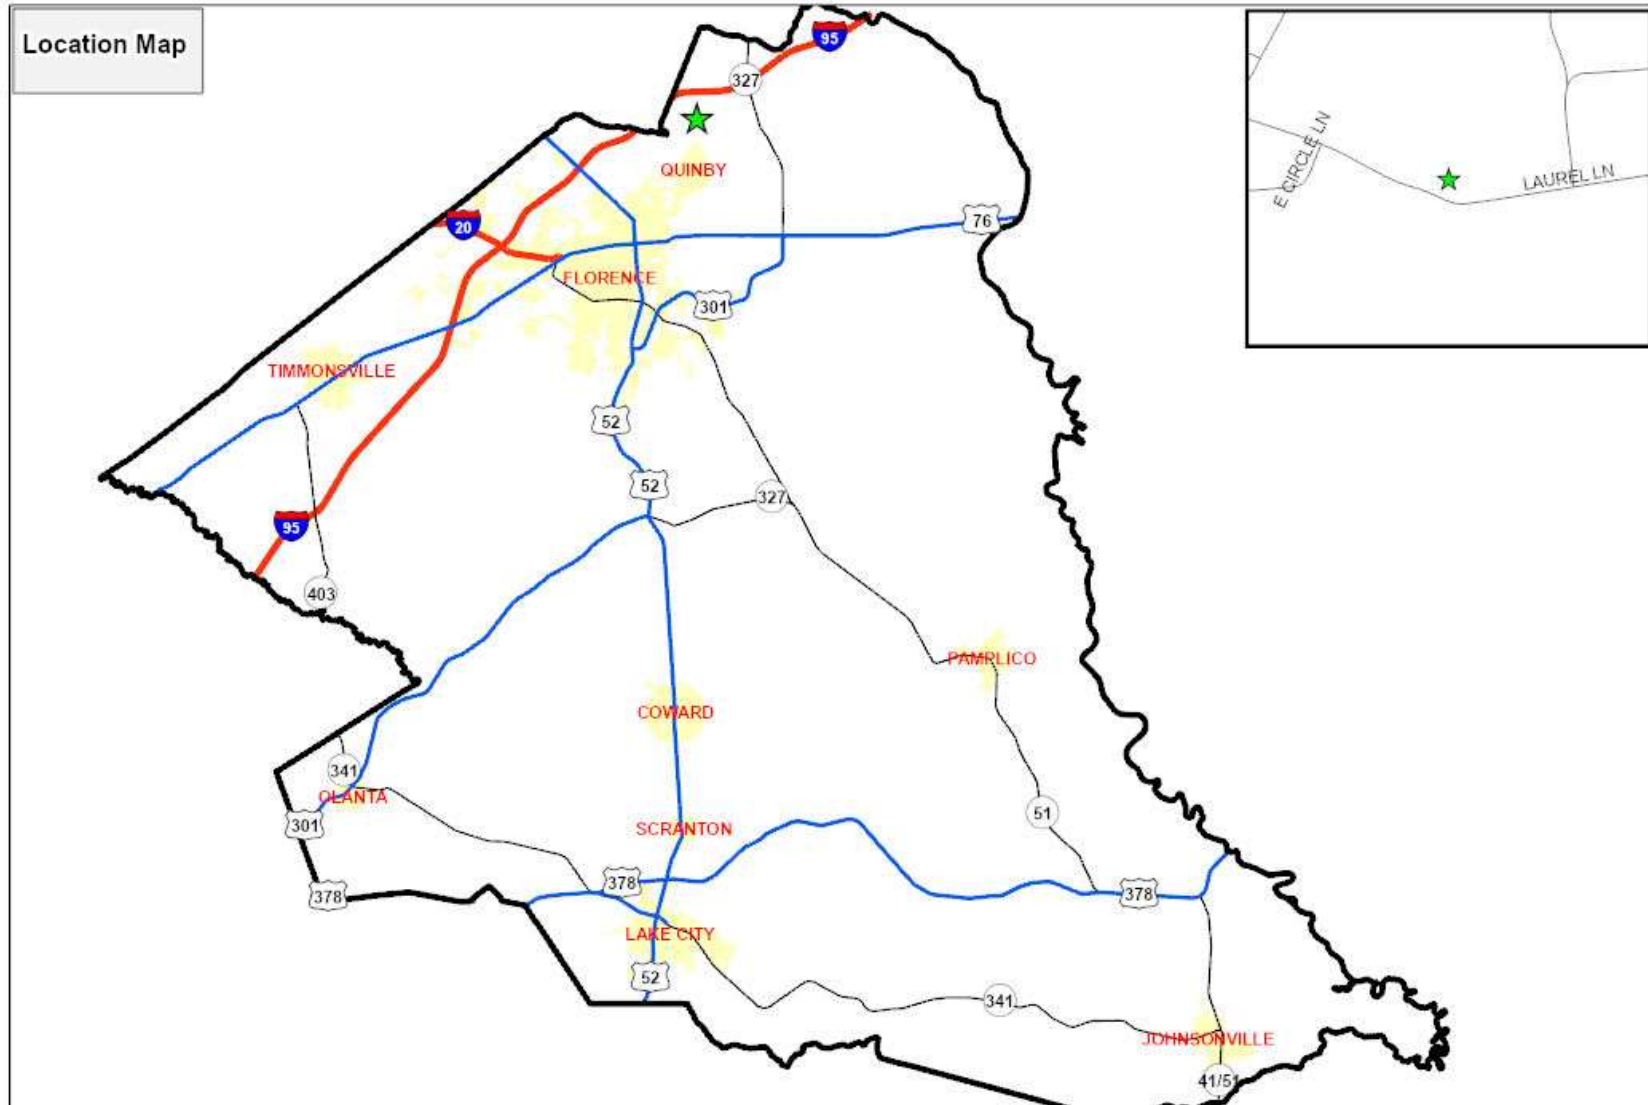 Location Map
95
327
QUINBY
20
76
FLORENCE
301
TIMMONSVILLE
52
52
327
95
403
PAMPLICO
COWARD
341
OLANTA
51
301
SCRANTON
378
378
378
LAKE CITY
52
341
JOHNSONVILLE
41/51
E CIRCLE LN
LAUREL LN